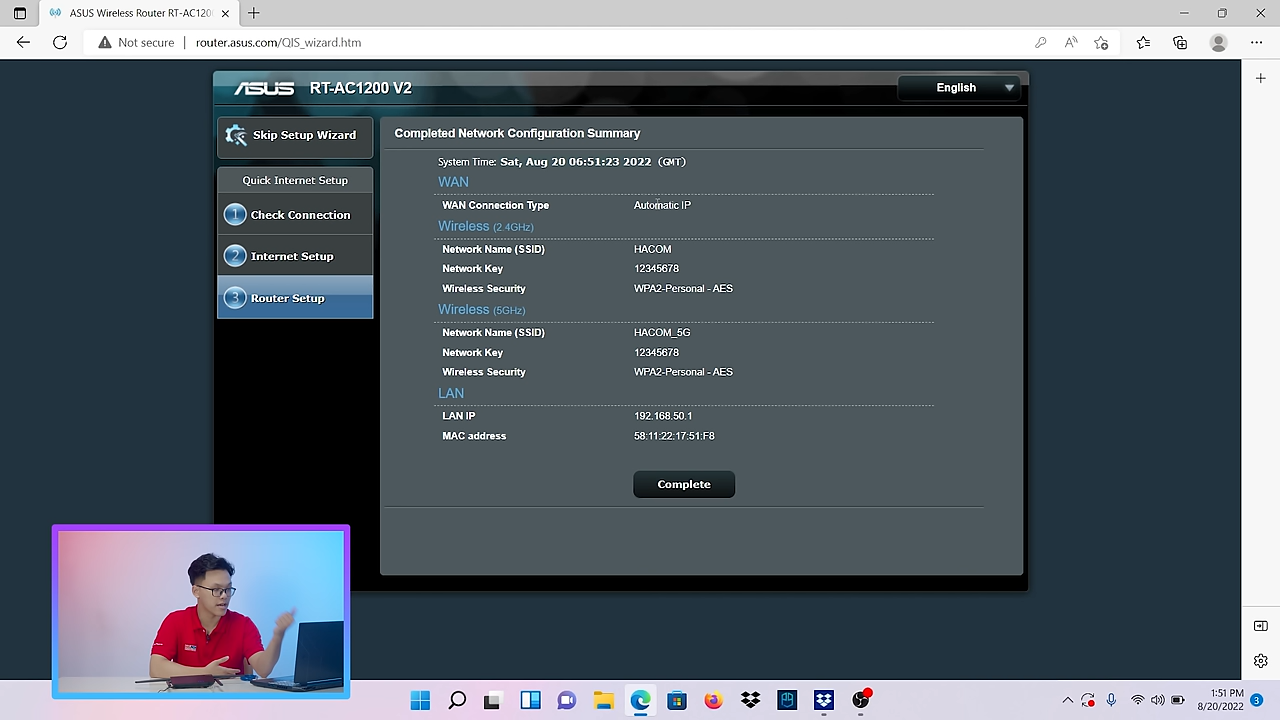 ASUS Wireless Router RT-AC120
Not secure
router.asus.com/QIS_wizard.htm
ASUS RT-AC1200 V2
English
Skip Setup Wizard
Quick Internet Setup
1 Check Connection
2 Internet Setup
3 Router Setup
Completed Network Configuration Summary
System Time: Sat, Aug 20 06:51:23 2022 (GMT)
WAN
WAN Connection Type Automatic IP
Wireless (2.4GHz)
Network Name (SSID) HACOM
Network Key 12345678
Wireless Security WPA2-Personal - AES
Wireless (5GHz)
Network Name (SSID) HACOM_5G
Network Key 12345678
Wireless Security WPA2-Personal - AES
LAN
LAN IP 192.168.50.1
MAC address 58:11:22:17:51:F8
Complete
1:51 PM
8/20/2022
3